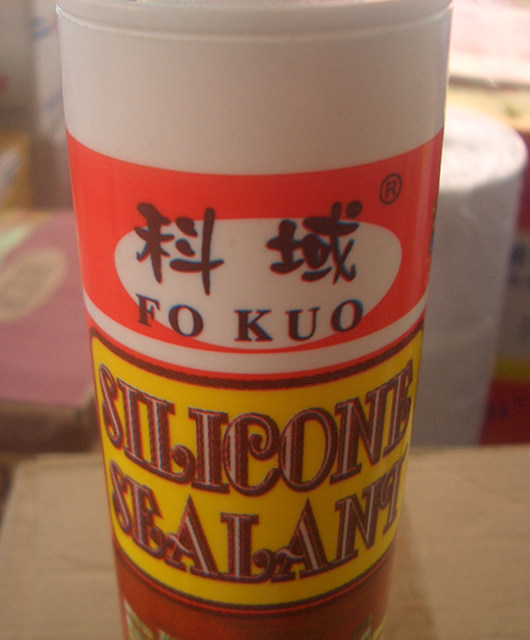 ®
科域
FO KUO
SILICONE
SEALANT